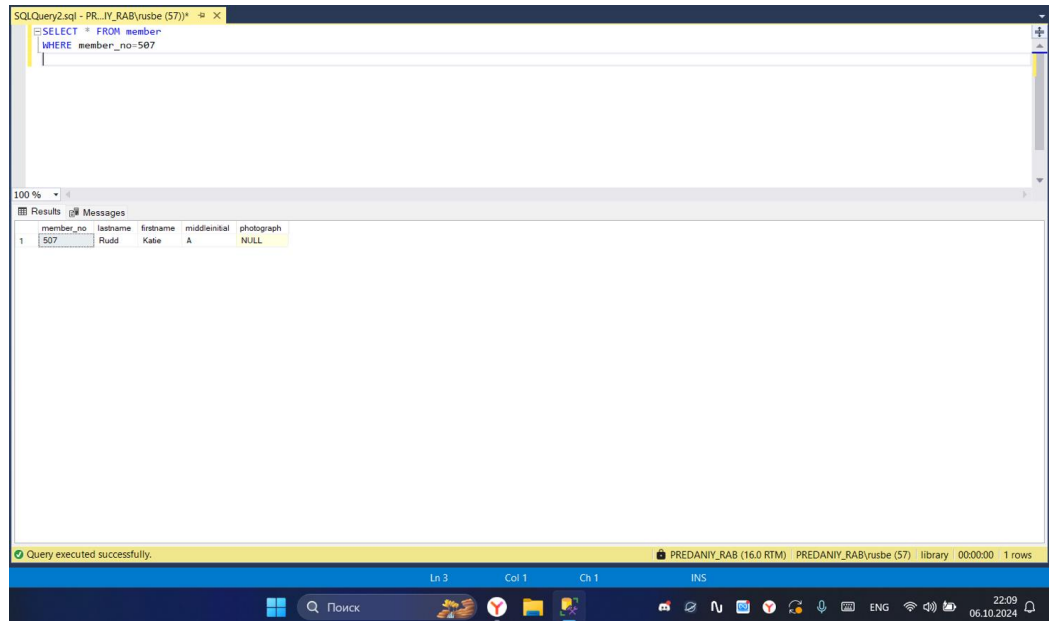 SQLQuery2.sql - PR...IY_RAB\rusbe (57))*
SELECT * FROM member
WHERE member_no=507
100 %
Results Messages
member_no lastname firstname middleinitial photograph
1 507 Rudd Katie A NULL
Query executed successfully. PREDANIY_RAB (16.0 RTM) PREDANIY_RAB\rusbe (57) library 00:00:00 1 rows
Ln 3 Col 1 Ch 1 INS
Поиск ENG 22:09
06.10.2024